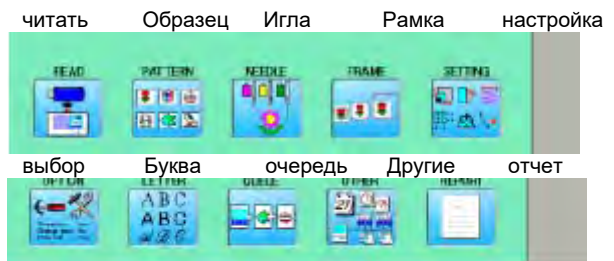 читать Образец Игла Рамка настройка
READ PATTERN NEEDLE FRAME SETTING
выбор Буква очередь Другие отчет
OPTION LETTER QUEUE OTHER REPORT
ABC
27
ABC